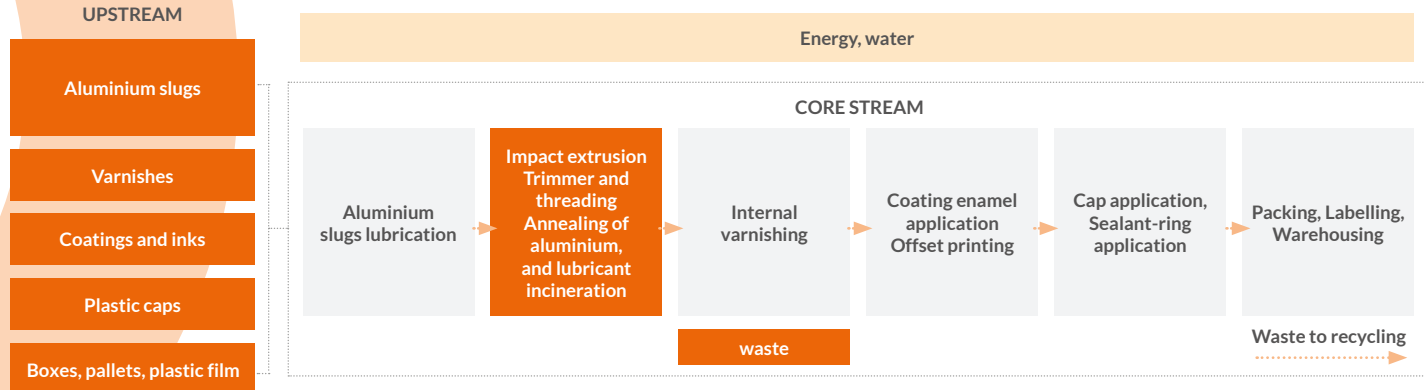 UPSTREAM
Aluminium slugs
Varnishes
Coatings and inks
Plastic caps
Boxes, pallets, plastic film
Energy, water
CORE STREAM
Aluminium
slugs lubrication
Impact extrusion
Trimmer and
threading
Annealing of
aluminium,
and lubricant
incineration
Internal
varnishing
Coating enamel
application
Offset printing
Cap application,
Sealant-ring
application
Packing, Labelling,
Warehousing
waste
Waste to recycling